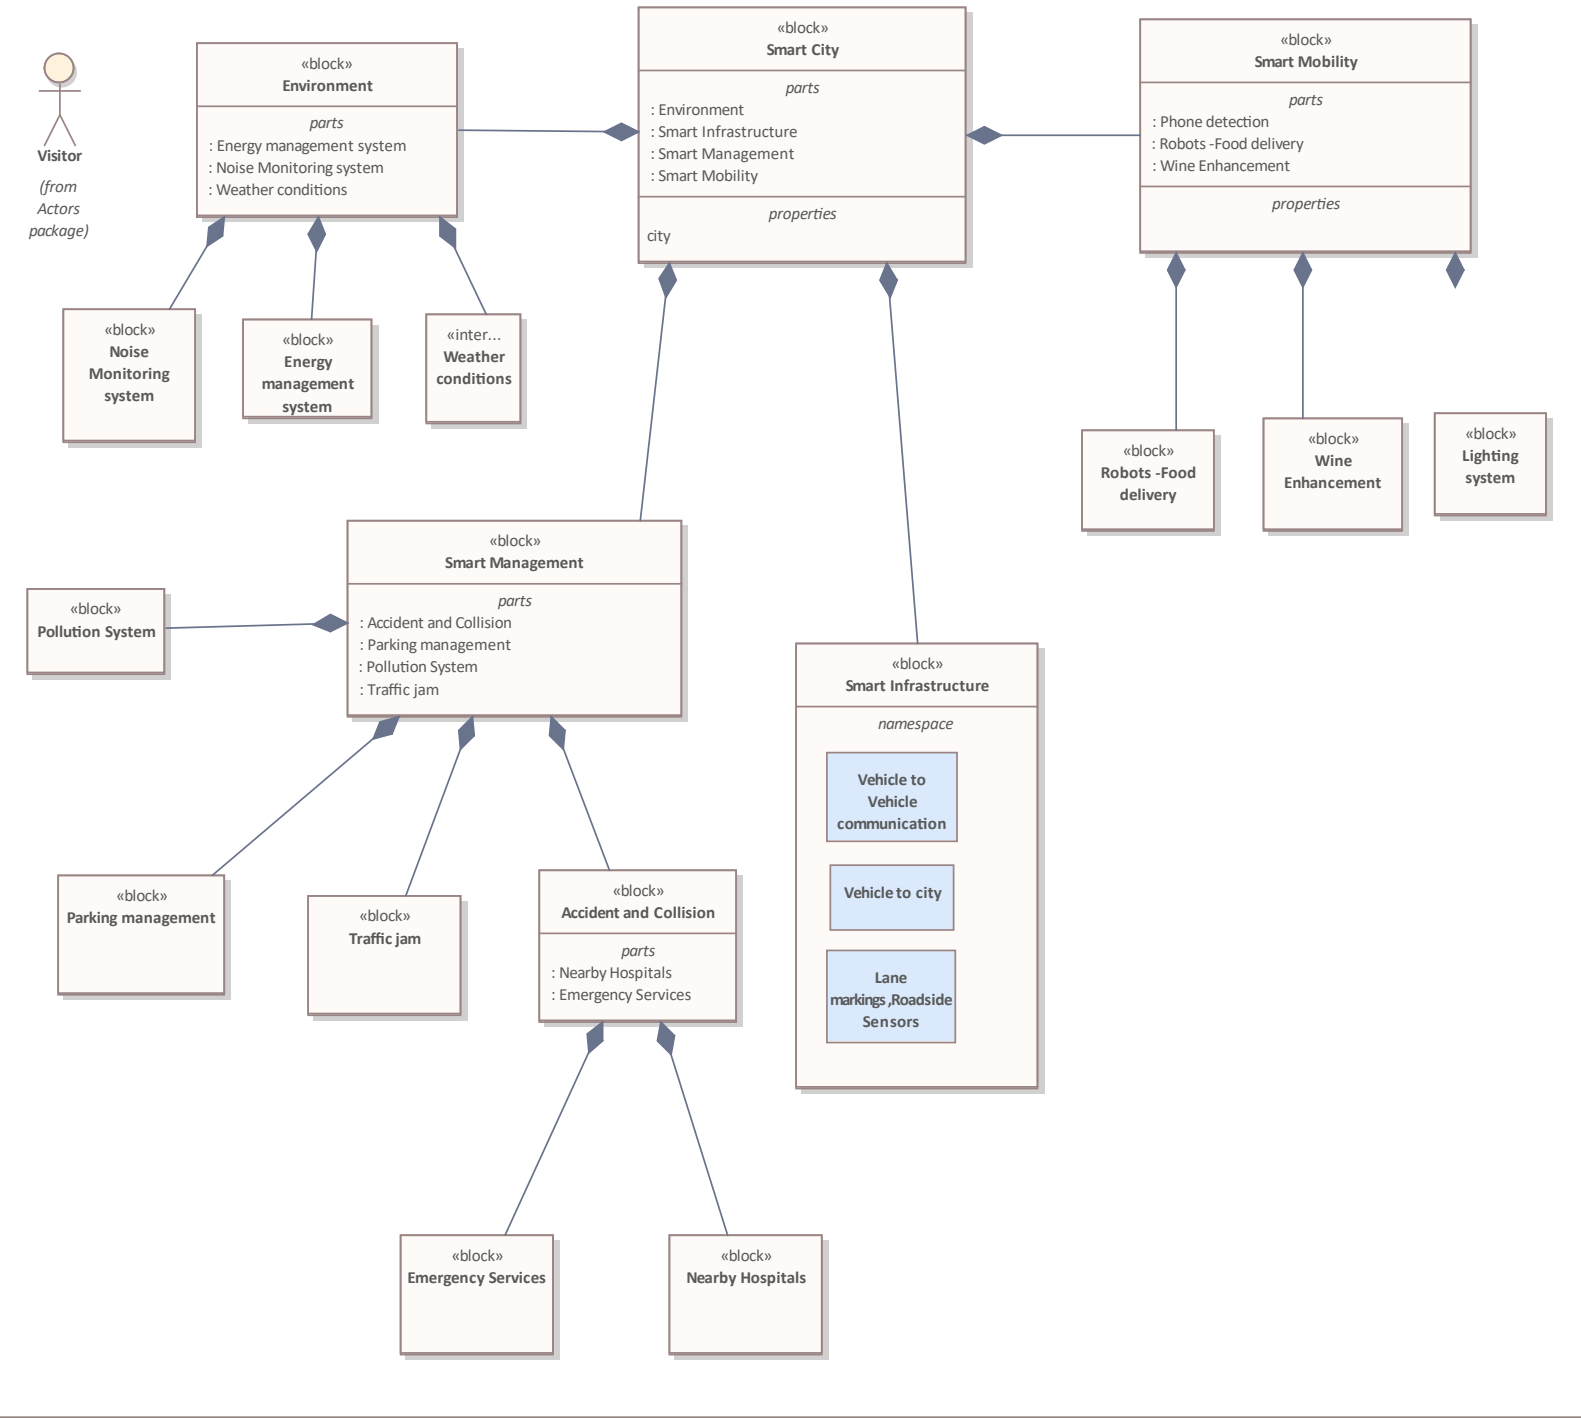 Visitor
(from
Actors
package)
«block»
Environment
parts
: Energy management system
: Noise Monitoring system
: Weather conditions
«block»
Smart City
parts
: Environment
: Smart Infrastructure
: Smart Management
: Smart Mobility
properties
city
«block»
Smart Mobility
parts
: Phone detection
: Robots -Food delivery
: Wine Enhancement
properties
«block»
Noise
Monitoring
system
«block»
Energy
management
system
«inter...
Weather
conditions
«block»
Robots -Food
delivery
«block»
Wine
Enhancement
«block»
Lighting
system
«block»
Smart Management
parts
: Accident and Collision
: Parking management
: Pollution System
: Traffic jam
«block»
Pollution System
«block»
Smart Infrastructure
namespace
Vehicle to
Vehicle
communication
Vehicle to city
Lane
markings,Roadside
Sensors
«block»
Parking management
«block»
Traffic jam
«block»
Accident and Collision
parts
: Nearby Hospitals
: Emergency Services
«block»
Emergency Services
«block»
Nearby Hospitals